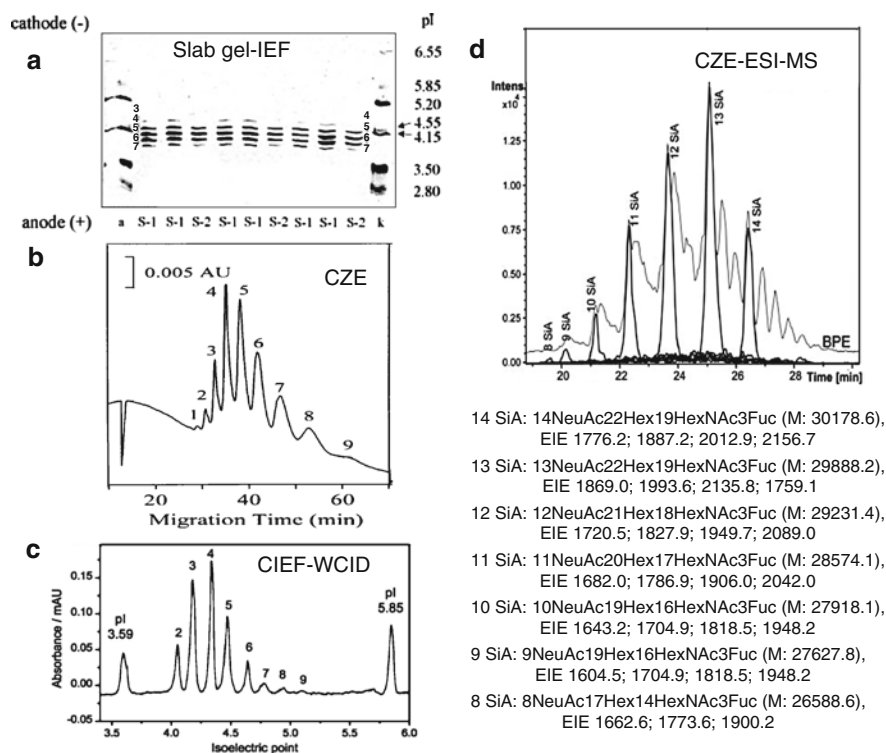 cathode (-)
pI
a
Slab gel-IEF
6.55
5.85
5.20
4.55
4.15
3.50
2.80
3
4
5
6
7
4
5
6
7
anode (+) a S-1 S-1 S-2 S-1 S-1 S-2 S-1 S-1 S-2 k
b
0.005 AU
CZE
1
2
3
4
5
6
7
8
9
20 40 60
Migration Time (min)
c
CIEF-WCID
Absorbance / mAU
0.15
0.10
0.05
0.00
-0.05
pI
3.59
2
3
4
5
6
7
8
9
pI
5.85
3.5 4.0 4.5 5.0 5.5 6.0
Isoelectric point
d
CZE-ESI-MS
Intens.
x10⁴
1.25
1.00
0.75
0.50
0.25
0.00
8 SiA
9 SiA
10 SiA
11 SiA
12 SiA
13 SiA
14 SiA
BPE
20 22 24 26 28
Time [min]
14 SiA: 14NeuAc22Hex19HexNAc3Fuc (M: 30178.6),
EIE 1776.2; 1887.2; 2012.9; 2156.7
13 SiA: 13NeuAc22Hex19HexNAc3Fuc (M: 29888.2),
EIE 1869.0; 1993.6; 2135.8; 1759.1
12 SiA: 12NeuAc21Hex18HexNAc3Fuc (M: 29231.4),
EIE 1720.5; 1827.9; 1949.7; 2089.0
11 SiA: 11NeuAc20Hex17HexNAc3Fuc (M: 28574.1),
EIE 1682.0; 1786.9; 1906.0; 2042.0
10 SiA: 10NeuAc19Hex16HexNAc3Fuc (M: 27918.1),
EIE 1643.2; 1704.9; 1818.5; 1948.2
9 SiA: 9NeuAc19Hex16HexNAc3Fuc (M: 27627.8),
EIE 1604.5; 1704.9; 1818.5; 1948.2
8 SiA: 8NeuAc17Hex14HexNAc3Fuc (M: 26588.6),
EIE 1662.6; 1773.6; 1900.2